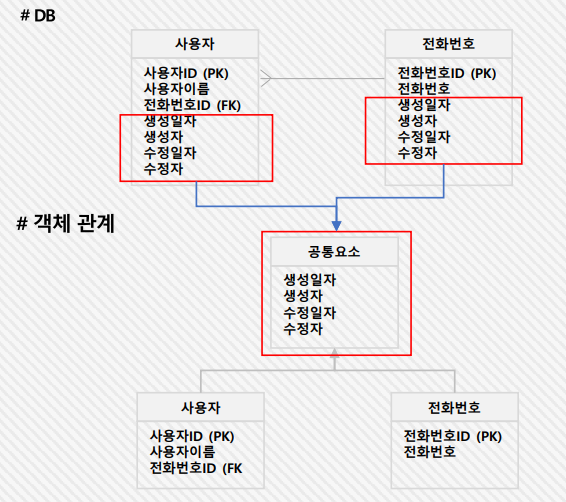 # DB
사용자
사용자ID (PK)
사용자이름
전화번호ID (FK)
생성일자
생성자
수정일자
수정자
전화번호
전화번호ID (PK)
전화번호
생성일자
생성자
수정일자
수정자
# 객체 관계
공통요소
생성일자
생성자
수정일자
수정자
사용자
사용자ID (PK)
사용자이름
전화번호ID (FK
전화번호
전화번호ID (PK)
전화번호